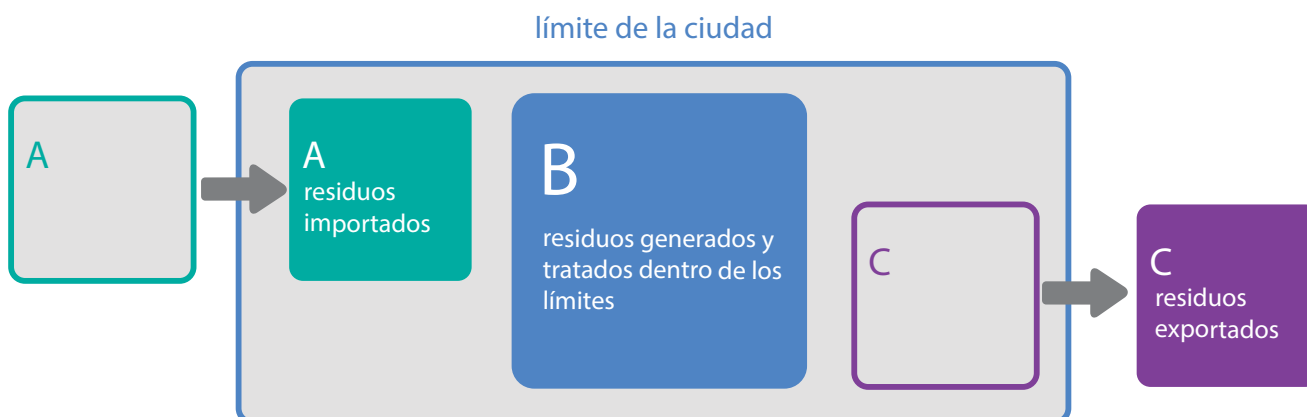 límite de la ciudad
A
A
residuos
importados
B
residuos generados y
tratados dentro de los
límites
C
C
residuos
exportados